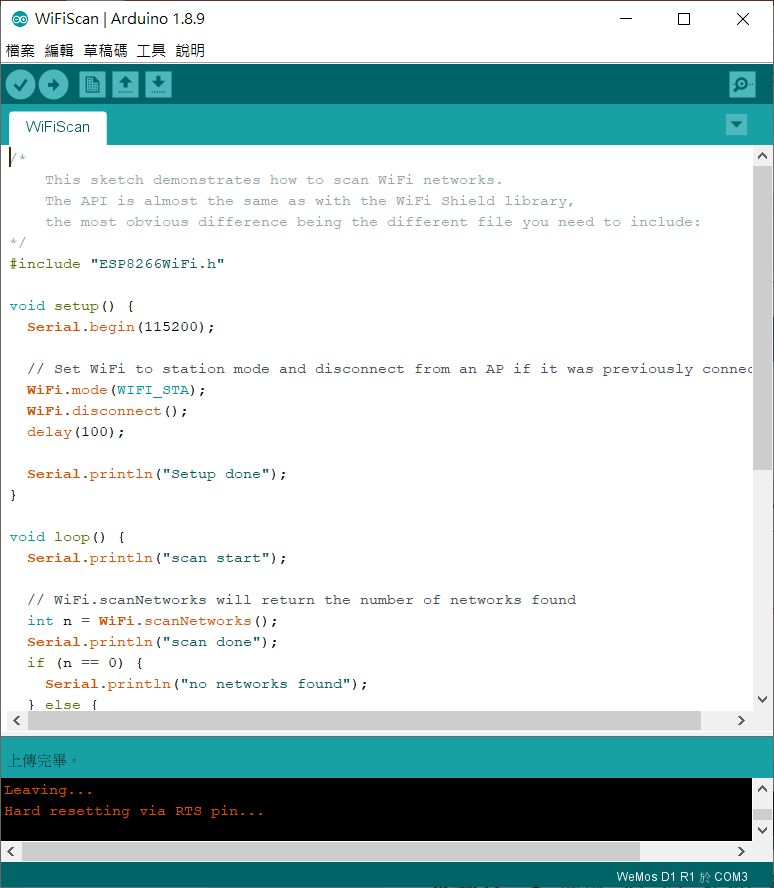 WiFiScan | Arduino 1.8.9
檔案 編輯 草稿碼 工具 說明
WiFiScan
/*
    This sketch demonstrates how to scan WiFi networks.
    The API is almost the same as with the WiFi Shield library,
    the most obvious difference being the different file you need to include:
*/
#include "ESP8266WiFi.h"
void setup() {
  Serial.begin(115200);
  // Set WiFi to station mode and disconnect from an AP if it was previously connec
  WiFi.mode(WIFI_STA);
  WiFi.disconnect();
  delay(100);
  Serial.println("Setup done");
}
void loop() {
  Serial.println("scan start");
  // WiFi.scanNetworks will return the number of networks found
  int n = WiFi.scanNetworks();
  Serial.println("scan done");
  if (n == 0) {
    Serial.println("no networks found");
  } else {
上傳完畢。
Leaving...
Hard resetting via RTS pin...
WeMos D1 R1 於 COM3